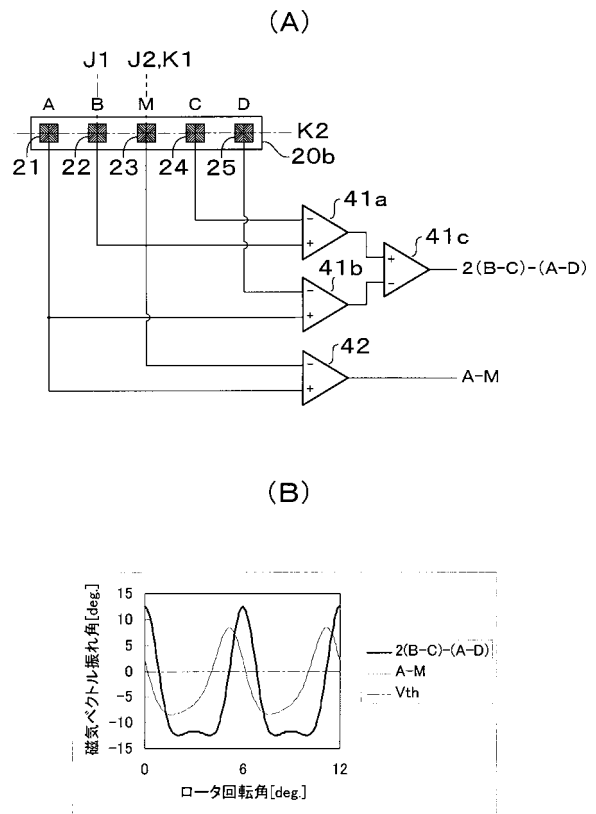 (A)
J1 J2,K1
A B M C D
K2
21 22 23 24 25 20b
41a
-
+
41c
+
-
2(B-C)-(A-D)
41b
-
+
42
-
+
A-M
(B)
磁気ベクトル振れ角[deg.]
15
10
5
0
-5
-10
-15
0 6 12
ロータ回転角[deg.]
2(B-C)-(A-D)
A-M
Vth